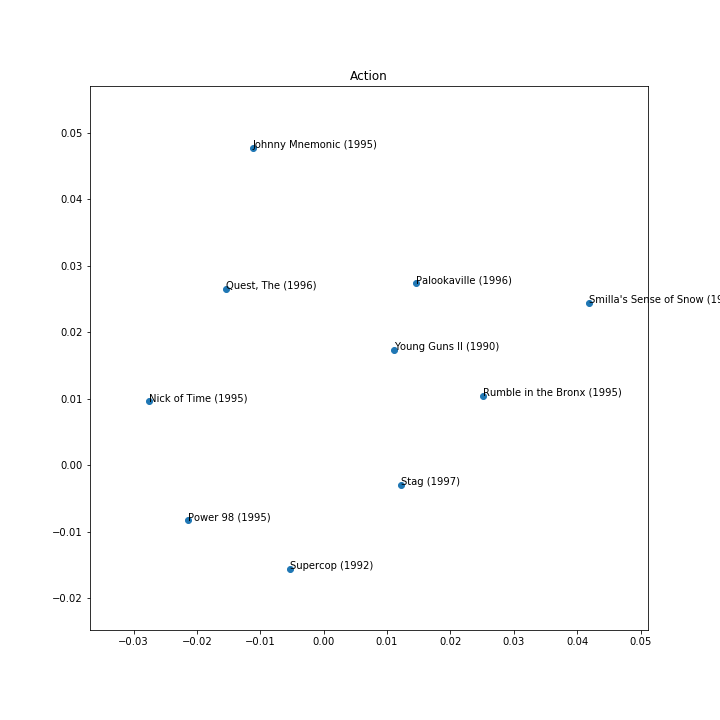 Action
0.05
0.04
0.03
0.02
0.01
0.00
−0.01
−0.02
Johnny Mnemonic (1995)
Palookaville (1996)
Quest, The (1996)
Smilla's Sense of Snow (19
Young Guns II (1990)
Rumble in the Bronx (1995)
Nick of Time (1995)
Stag (1997)
Power 98 (1995)
Supercop (1992)
−0.03 −0.02 −0.01 0.00 0.01 0.02 0.03 0.04 0.05